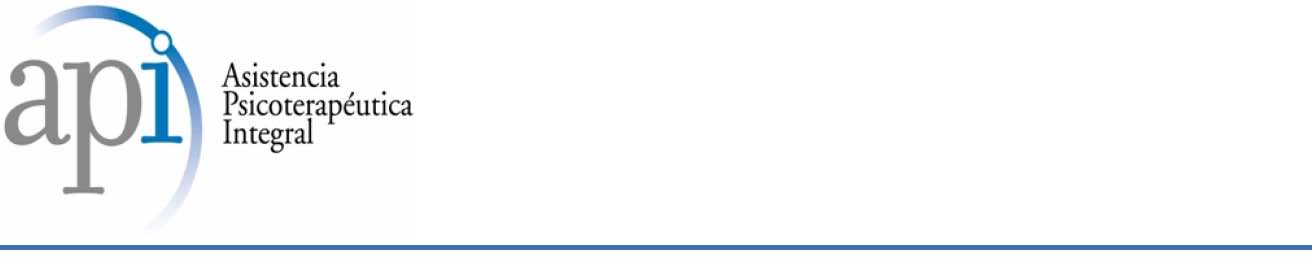 api
Asistencia
Psicoterapéutica
Integral